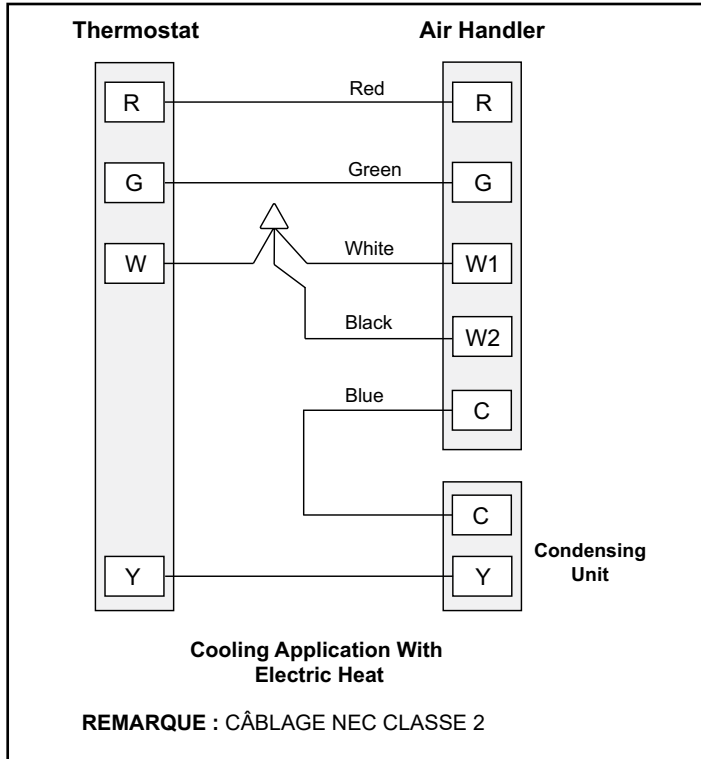 Thermostat
Air Handler
R
Red
R
G
Green
G
W
White
W1
Black
W2
Blue
C
C
Condensing
Unit
Y
Y
Cooling Application With
Electric Heat
REMARQUE : CÂBLAGE NEC CLASSE 2